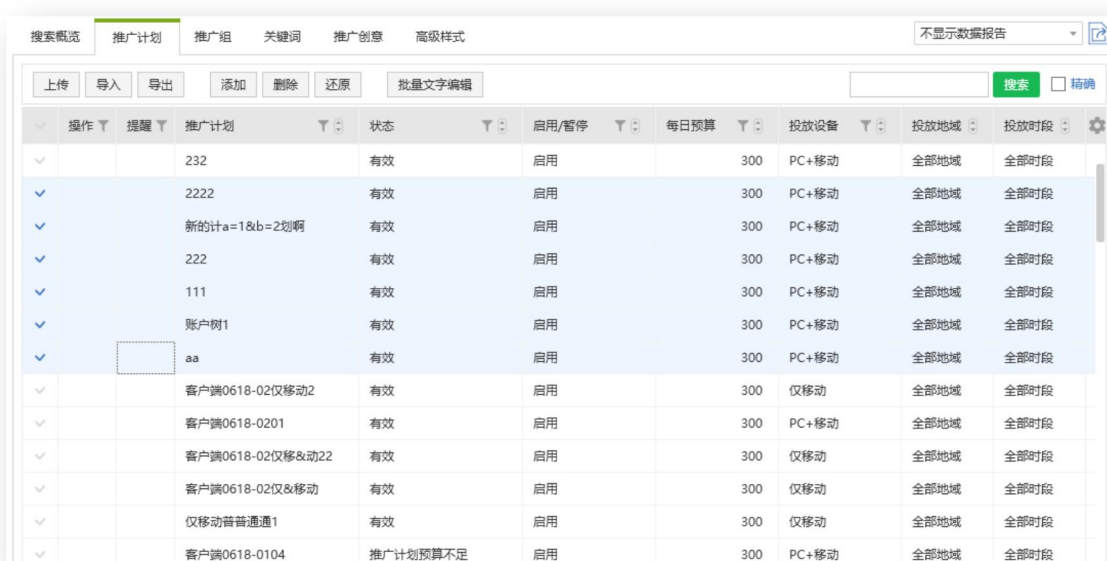 搜索概览 推广计划 推广组 关键词 推广创意 高级样式 不显示数据报告
上传 导入 导出 添加 删除 还原 批量文字编辑 搜索 精确
操作 提醒 推广计划 状态 启用/暂停 每日预算 投放设备 投放地域 投放时段
232 有效 启用 300 PC+移动 全部地域 全部时段
2222 有效 启用 300 PC+移动 全部地域 全部时段
新的计a=1&b=2划啊 有效 启用 300 PC+移动 全部地域 全部时段
222 有效 启用 300 PC+移动 全部地域 全部时段
111 有效 启用 300 PC+移动 全部地域 全部时段
账户树1 有效 启用 300 PC+移动 全部地域 全部时段
aa 有效 启用 300 PC+移动 全部地域 全部时段
客户端0618-02仅移动2 有效 启用 300 仅移动 全部地域 全部时段
客户端0618-0201 有效 启用 300 PC+移动 全部地域 全部时段
客户端0618-02仅移&动22 有效 启用 300 仅移动 全部地域 全部时段
客户端0618-02仅&移动 有效 启用 300 仅移动 全部地域 全部时段
仅移动普普通通1 有效 启用 300 仅移动 全部地域 全部时段
客户端0618-0104 推广计划预算不足 启用 300 PC+移动 全部地域 全部时段